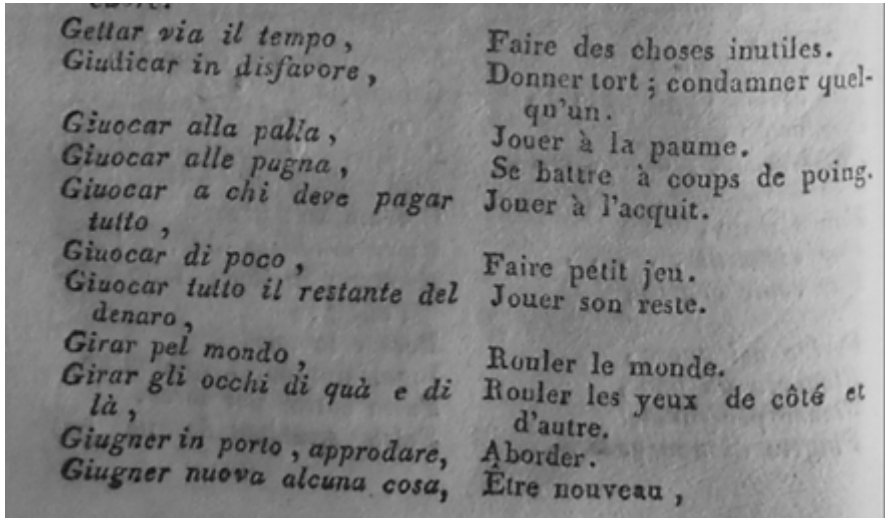 Gettar via il tempo, Faire des choses inutiles.
Giudicar in disfavore, Donner tort ; condamner quel-
qu'un.
Giuocar alla palla, Jouer à la paume.
Giuocar alle pugna, Se battre à coups de poing.
Giuocar a chi deve pagar Jouer à l'acquit.
tutto,
Giuocar di poco, Faire petit jeu.
Giuocar tutto il restante del Jouer son reste.
denaro,
Girar pel mondo, Rouler le monde.
Girar gli occhi di quà e di Rouler les yeux de côté et
là, d'autre.
Giugner in porto, approdare, Aborder.
Giugner nuova alcuna cosa, Être nouveau,